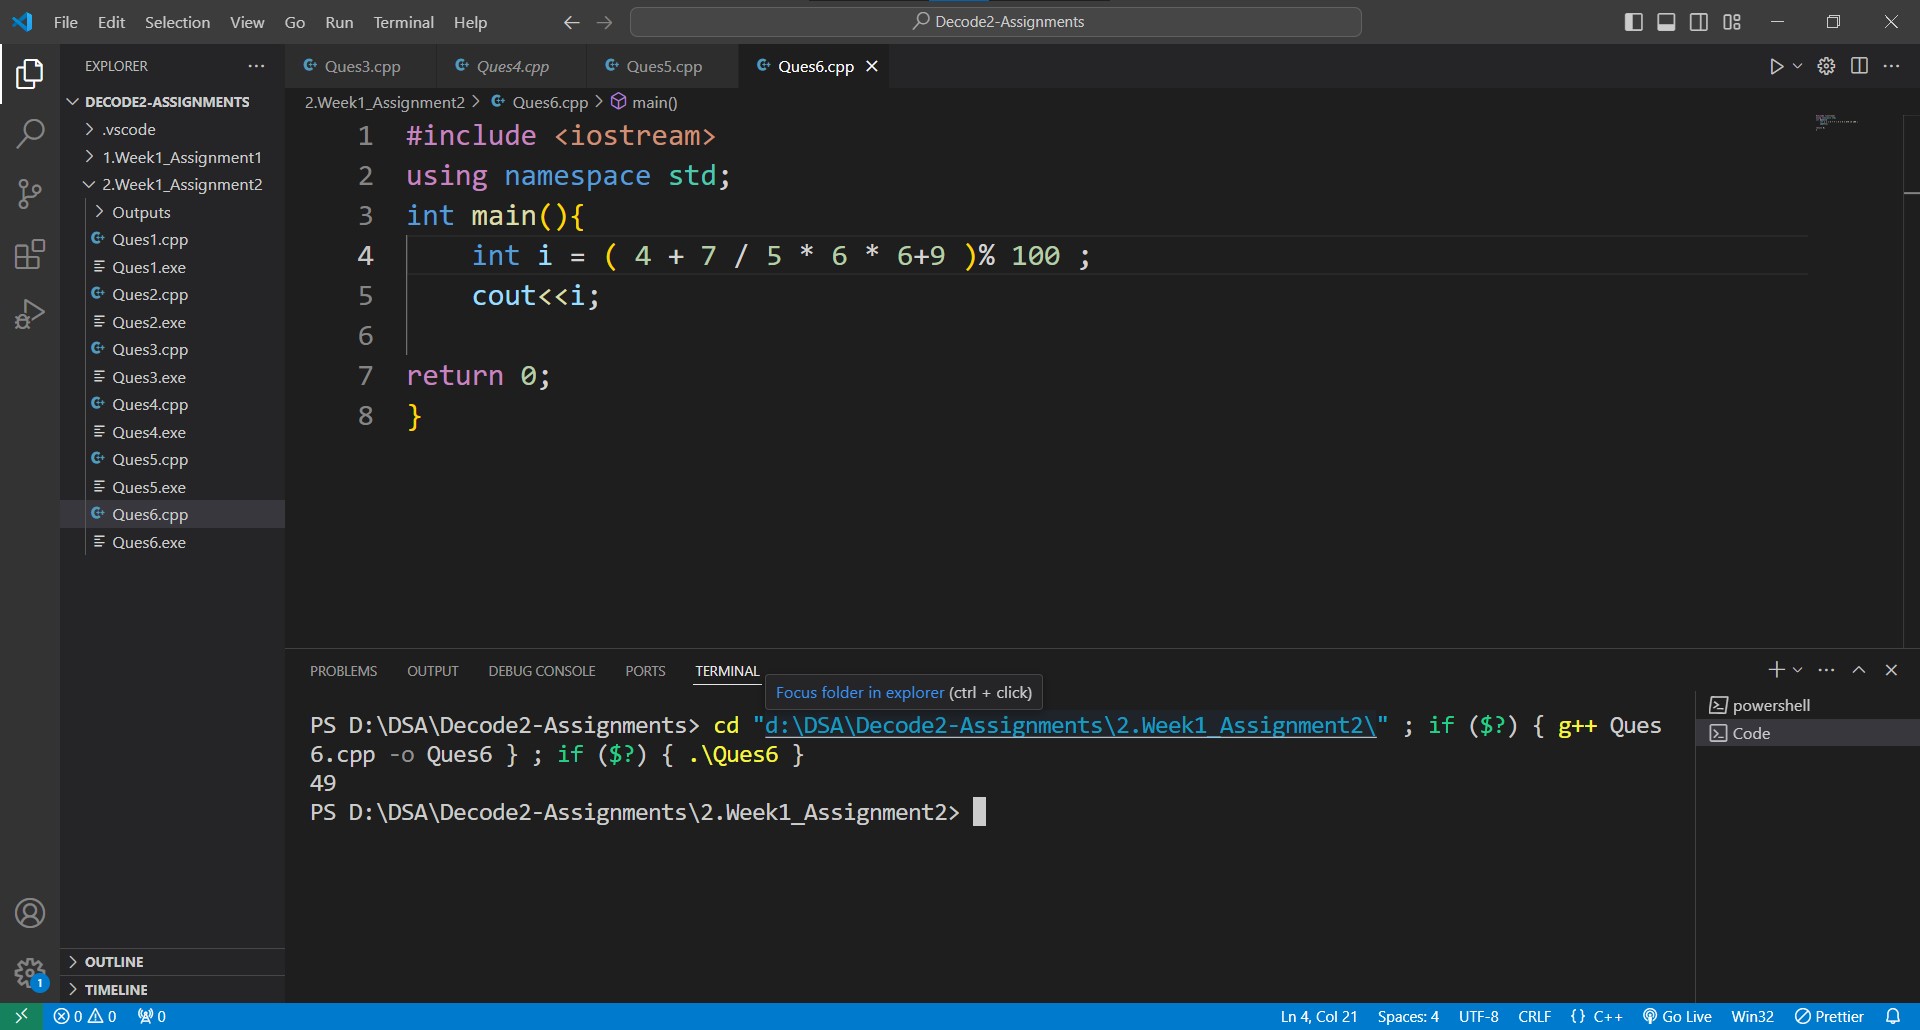 File Edit Selection View Go Run Terminal Help
Decode2-Assignments
EXPLORER
DECODE2-ASSIGNMENTS
.vscode
1.Week1_Assignment1
2.Week1_Assignment2
Outputs
Ques1.cpp
Ques1.exe
Ques2.cpp
Ques2.exe
Ques3.cpp
Ques3.exe
Ques4.cpp
Ques4.exe
Ques5.cpp
Ques5.exe
Ques6.cpp
Ques6.exe
OUTLINE
TIMELINE
Ques3.cpp Ques4.cpp Ques5.cpp Ques6.cpp
2.Week1_Assignment2 > Ques6.cpp > main()
1 #include <iostream>
2 using namespace std;
3 int main(){
4 int i = ( 4 + 7 / 5 * 6 * 6+9 )% 100 ;
5 cout<<i;
6
7 return 0;
8 }
PROBLEMS OUTPUT DEBUG CONSOLE PORTS TERMINAL
Focus folder in explorer (ctrl + click)
PS D:\DSA\Decode2-Assignments> cd "d:\DSA\Decode2-Assignments\2.Week1_Assignment2\" ; if ($?) { g++ Ques
6.cpp -o Ques6 } ; if ($?) { .\Ques6 }
49
PS D:\DSA\Decode2-Assignments\2.Week1_Assignment2>
powershell
Code
1
0 0 0 Ln 4, Col 21 Spaces: 4 UTF-8 CRLF {} C++ Go Live Win32 Prettier